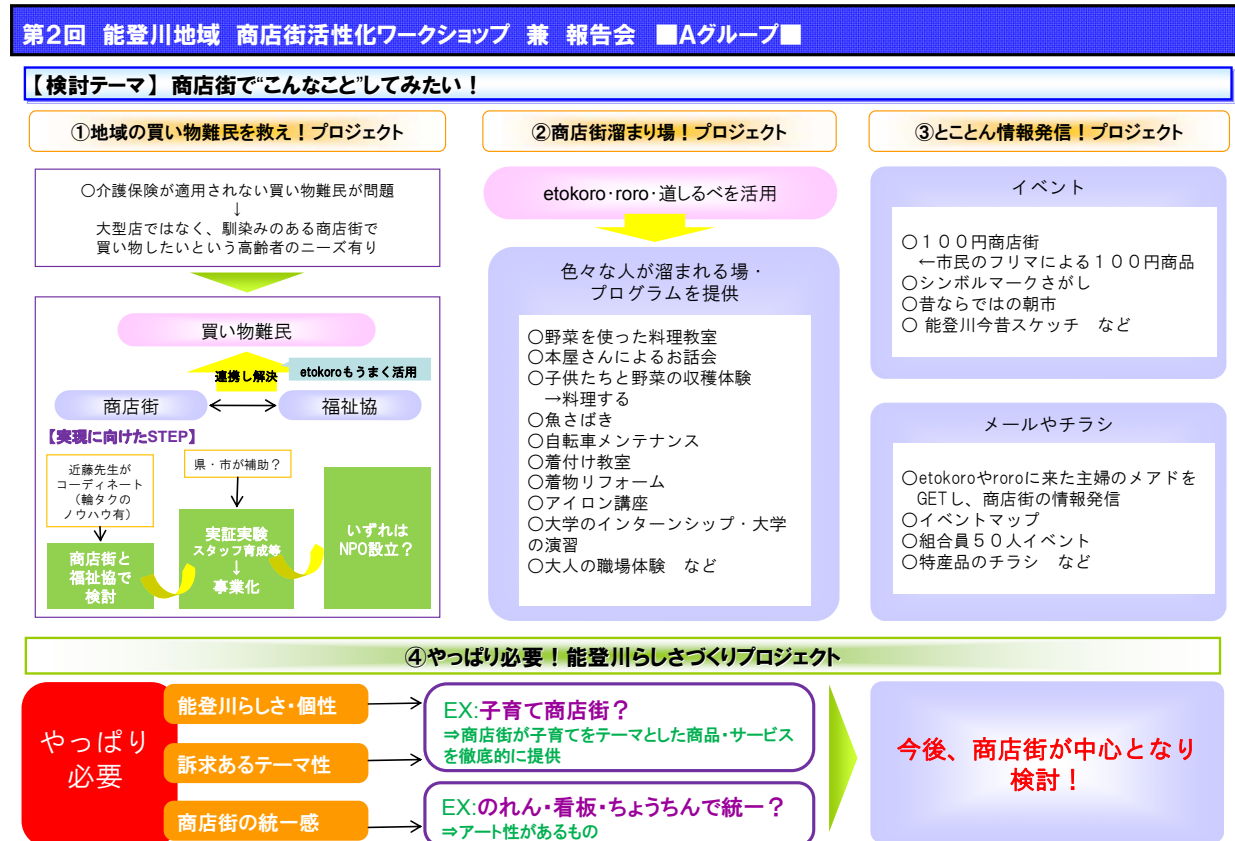 第2回 能登川地域 商店街活性化ワークショップ 兼 報告会 ■Aグループ■
【検討テーマ】商店街で“こんなこと”してみたい！
①地域の買い物難民を救え！プロジェクト
○介護保険が適用されない買い物難民が問題
↓
大型店ではなく、馴染みのある商店街で
買い物したいという高齢者のニーズ有り
買い物難民
連携し解決
etokoroもうまく活用
商店街
福祉協
【実現に向けたSTEP】
近藤先生が
コーディネート
（輪タクの
ノウハウ有）
商店街と
福祉協で
検討
県・市が補助？
実証実験
スタッフ育成等
↓
事業化
いずれは
NPO設立？
②商店街溜まり場！プロジェクト
etokoro・roro・道しるべを活用
色々な人が溜まれる場・
プログラムを提供
○野菜を使った料理教室
○本屋さんによるお話会
○子供たちと野菜の収穫体験
→料理する
○魚さばき
○自転車メンテナンス
○着付け教室
○着物リフォーム
○アイロン講座
○大学のインターンシップ・大学
の演習
○大人の職場体験 など
③とことん情報発信！プロジェクト
イベント
○１００円商店街
←市民のフリマによる１００円商品
○シンボルマークさがし
○昔ならではの朝市
○ 能登川今昔スケッチ など
メールやチラシ
○etokoroやroroに来た主婦のメアドを
GETし、商店街の情報発信
○イベントマップ
○組合員５０人イベント
○特産品のチラシ など
④やっぱり必要！能登川らしさづくりプロジェクト
やっぱり
必要
能登川らしさ・個性
訴求あるテーマ性
商店街の統一感
EX:子育て商店街？
⇒商店街が子育てをテーマとした商品・サービス
を徹底的に提供
EX:のれん・看板・ちょうちんで統一？
⇒アート性があるもの
今後、商店街が中心となり
検討！